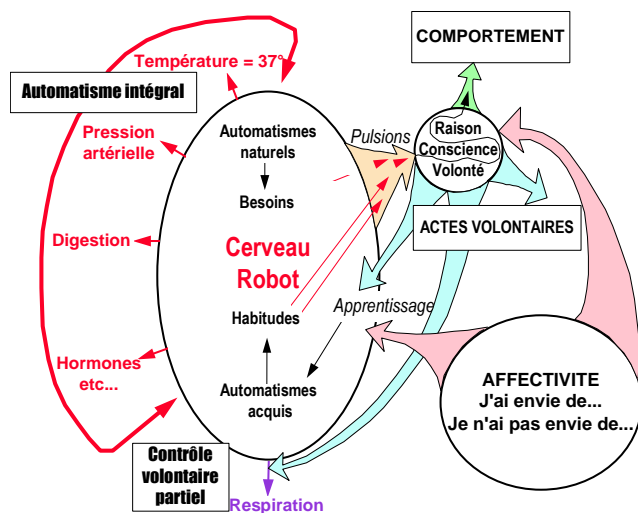 COMPORTEMENT
Température = 37°
Automatisme intégral
Pression
artérielle
Digestion
Hormones
etc...
Automatismes
naturels
Besoins
Cerveau
Robot
Habitudes
Automatismes
acquis
Pulsions
Raison
Conscience
Volonté
ACTES VOLONTAIRES
Apprentissage
AFFECTIVITE
J'ai envie de...
Je n'ai pas envie de...
Contrôle
volontaire
partiel
Respiration